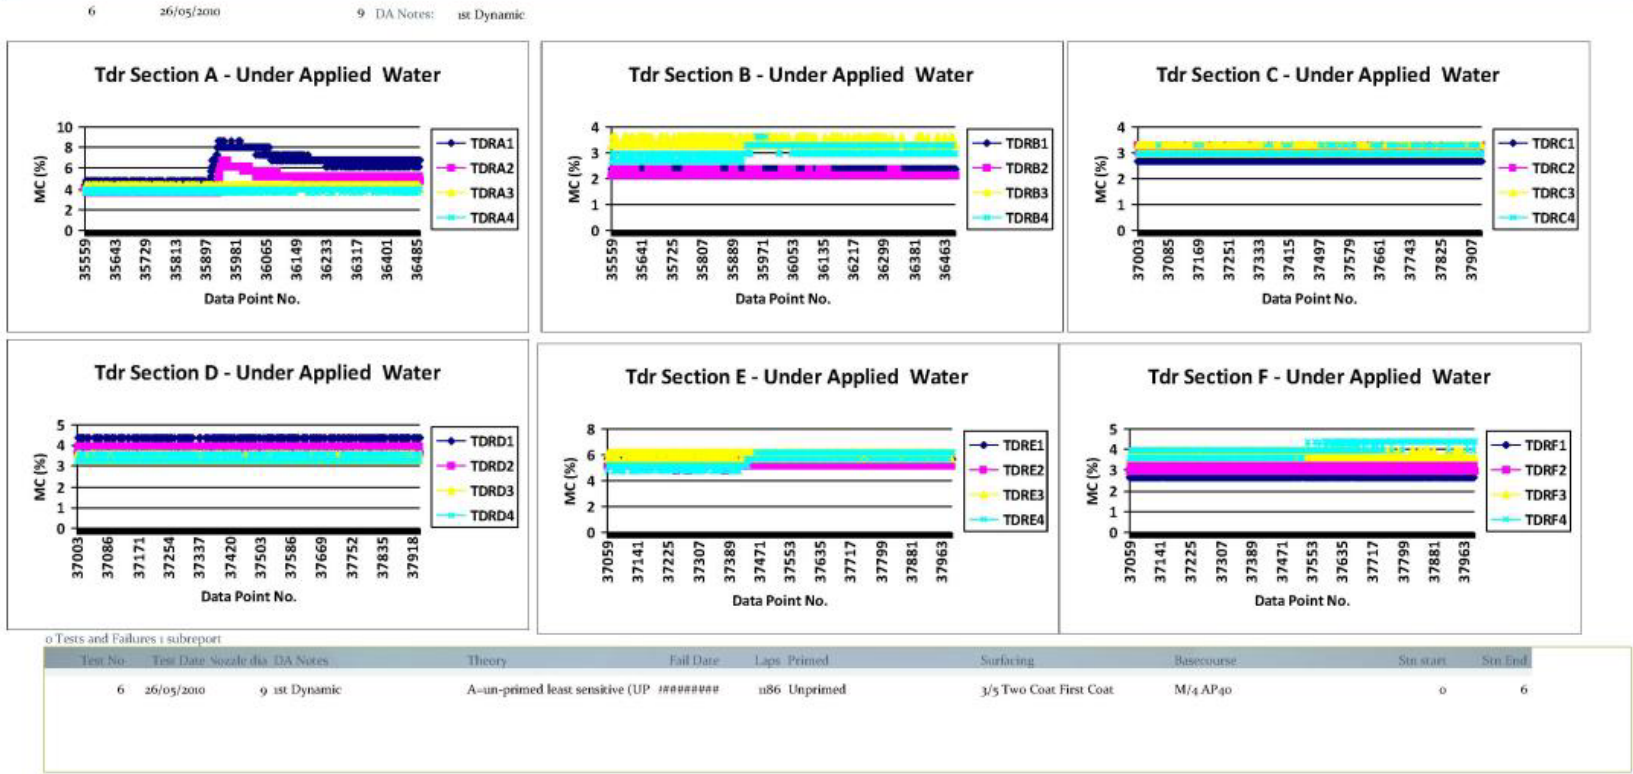 6 26/05/2010 9 DA Notes: 1st Dynamic
Tdr Section A - Under Applied Water
10
8
6
4
2
0
MC (%)
35559 35643 35729 35813 35897 35981 36065 36149 36233 36317 36401 36485
Data Point No.
TDRA1
TDRA2
TDRA3
TDRA4
Tdr Section B - Under Applied Water
4
3
2
1
0
MC (%)
35559 35641 35725 35807 35889 35971 36053 36135 36217 36299 36381 36463
Data Point No.
TDRB1
TDRB2
TDRB3
TDRB4
Tdr Section C - Under Applied Water
4
3
2
1
0
MC (%)
37003 37085 37169 37251 37333 37415 37497 37579 37661 37743 37825 37907
Data Point No.
TDRC1
TDRC2
TDRC3
TDRC4
Tdr Section D - Under Applied Water
5
4
3
2
1
0
MC (%)
37003 37086 37171 37254 37337 37420 37503 37586 37669 37752 37835 37918
Data Point No.
TDRD1
TDRD2
TDRD3
TDRD4
Tdr Section E - Under Applied Water
8
6
4
2
0
MC (%)
37059 37141 37225 37307 37389 37471 37553 37635 37717 37799 37881 37963
Data Point No.
TDRE1
TDRE2
TDRE3
TDRE4
Tdr Section F - Under Applied Water
5
4
3
2
1
0
MC (%)
37059 37141 37225 37307 37389 37471 37553 37635 37717 37799 37881 37963
Data Point No.
TDRF1
TDRF2
TDRF3
TDRF4
0 Tests and Failures 1 subreport
Test No Test Date Nozzle dia DA Notes Theory Fail Date Laps Primed Surfacing Basecourse Stn start Stn End
6 26/05/2010 9 1st Dynamic A=un-primed least sensitive (UP ######### 1186 Unprimed 3/5 Two Coat First Coat M/4 AP40 0 6